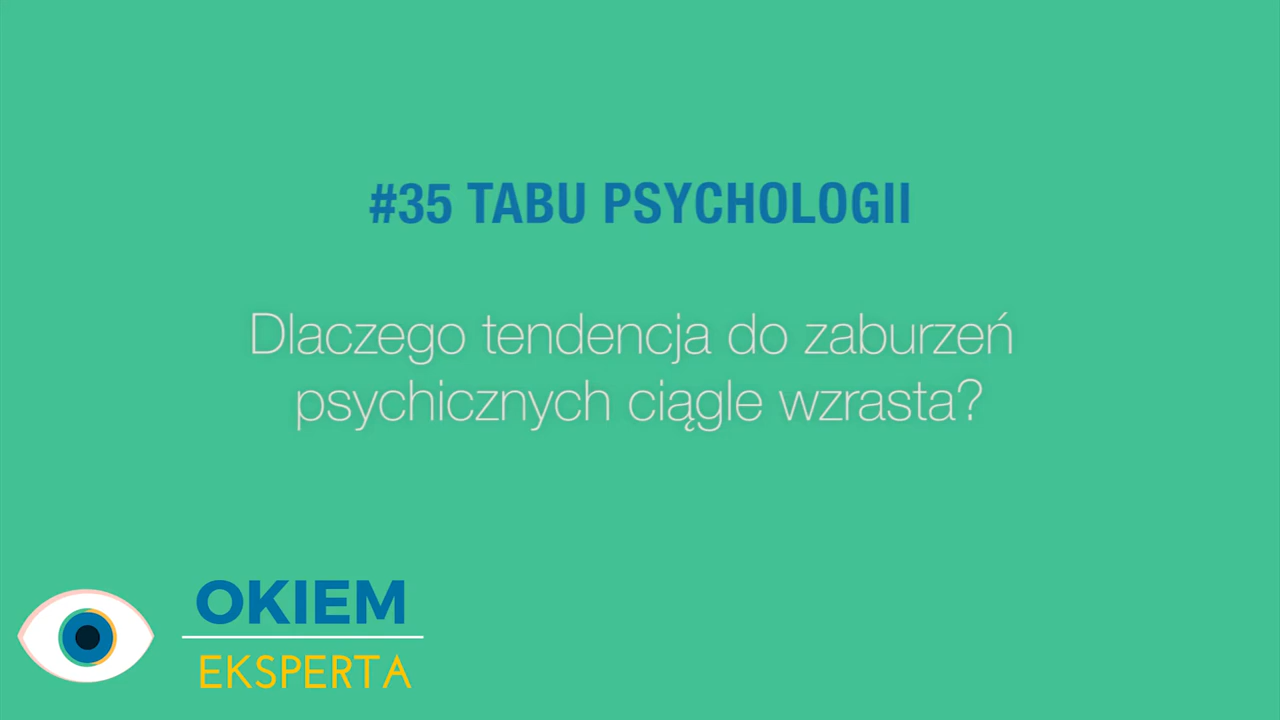 #35 TABU PSYCHOLOGII
Dlaczego tendencja do zaburzeń
psychicznych ciągle wzrasta?
OKIEM
EKSPERTA